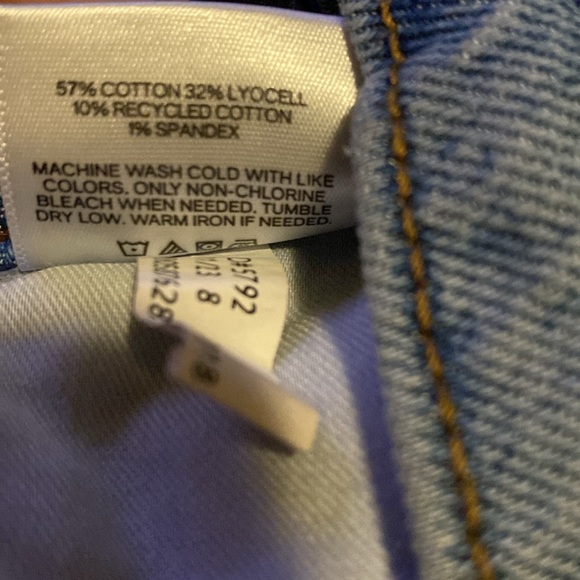 57% COTTON 32% LYOCELL
10% RECYCLED COTTON
1% SPANDEX
MACHINE WASH COLD WITH LIKE
COLORS. ONLY NON-CHLORINE
BLEACH WHEN NEEDED. TUMBLE
DRY LOW. WARM IRON IF NEEDED.
8